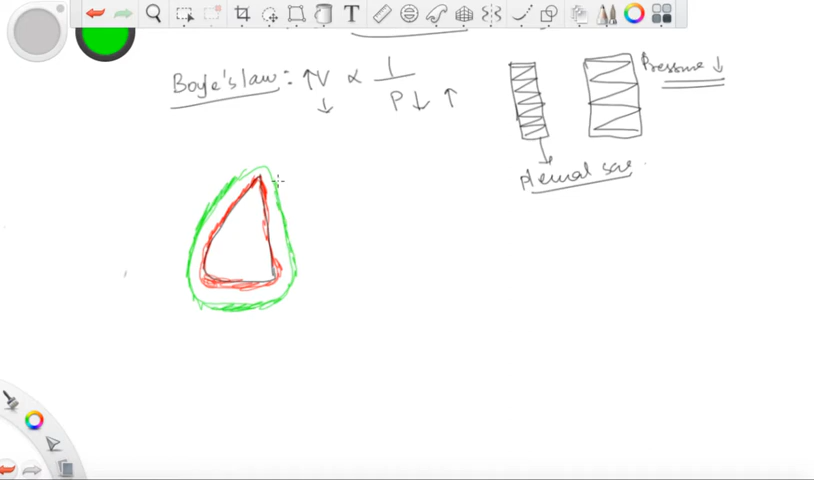 Boyle's law : ↑V ∝ 1/P ↓ ↑
↓
Pressure ↓
Pleural sac